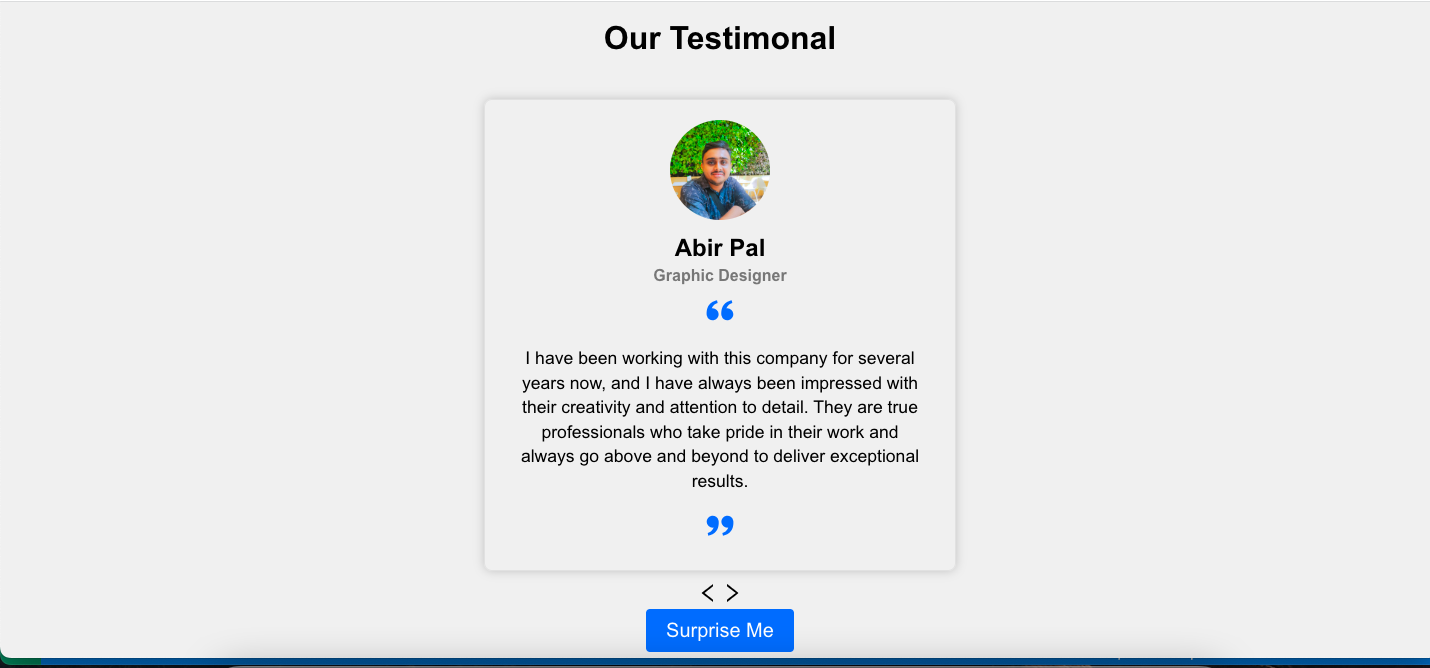 Our Testimonal
Abir Pal
Graphic Designer
“
I have been working with this company for several
years now, and I have always been impressed with
their creativity and attention to detail. They are true
professionals who take pride in their work and
always go above and beyond to deliver exceptional
results.
”
< >
Surprise Me